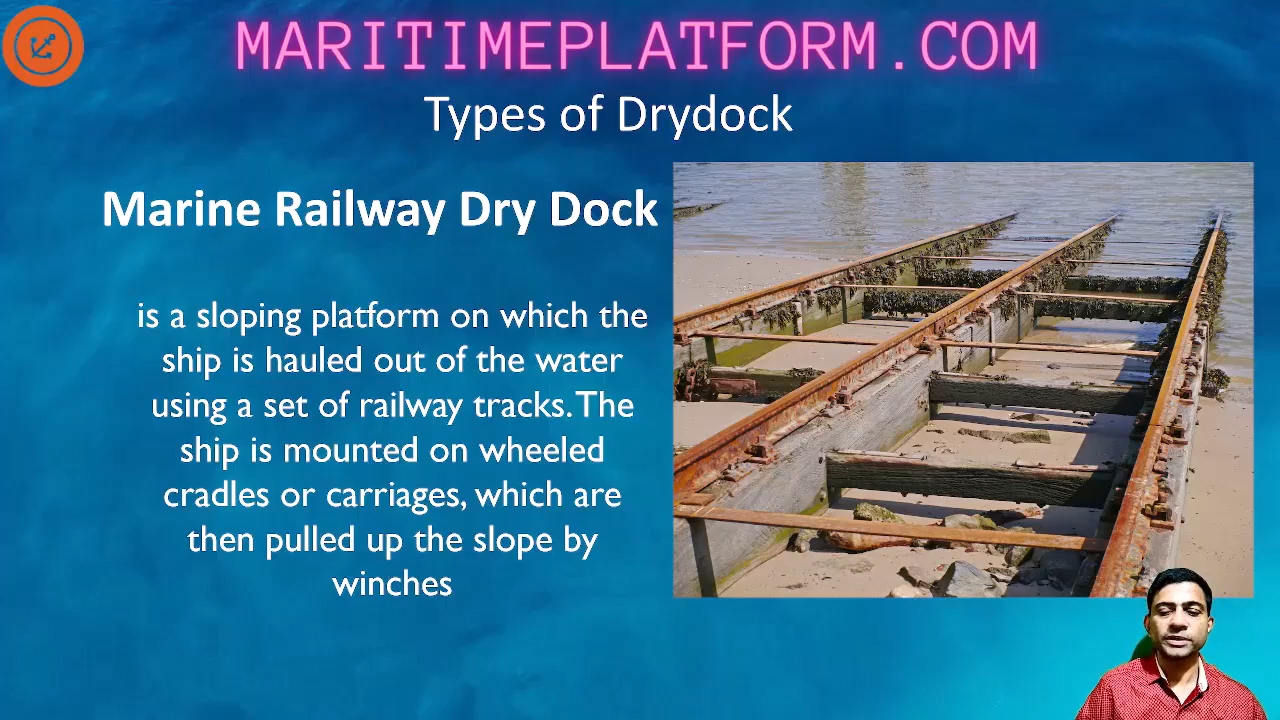 MARITIMEPLATFORM.COM
Types of Drydock
Marine Railway Dry Dock
is a sloping platform on which the
ship is hauled out of the water
using a set of railway tracks. The
ship is mounted on wheeled
cradles or carriages, which are
then pulled up the slope by
winches